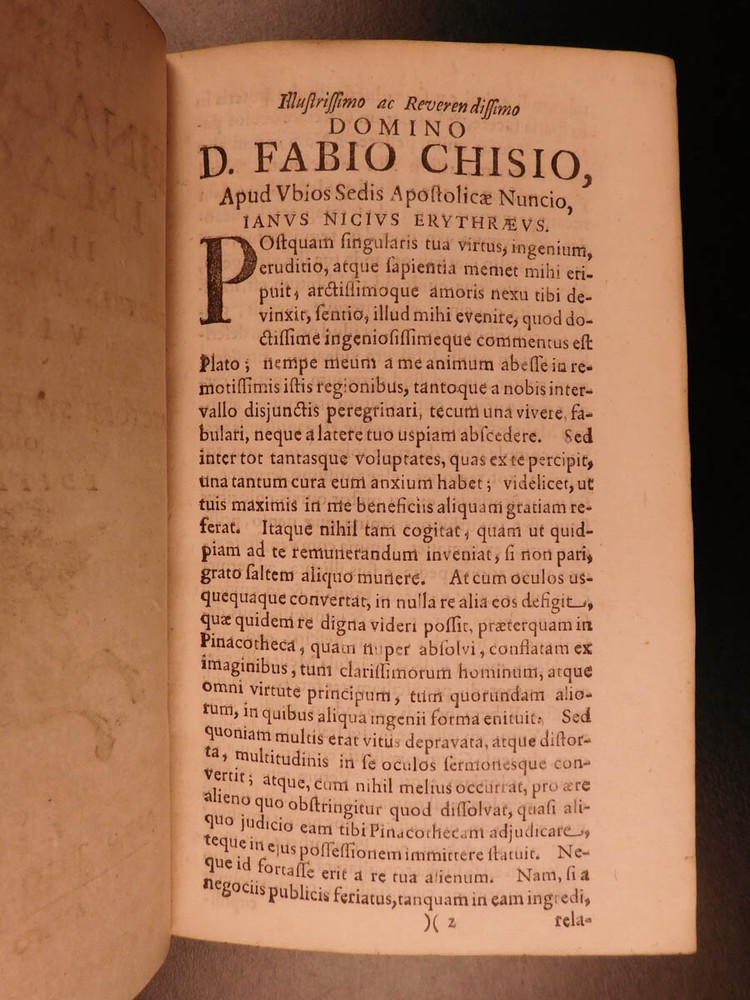 Illuſtriſſimo ac Reverendiſſimo
DOMINO
D. FABIO CHISIO,
Apud Vbios Sedis Apoſtolicæ Nuncio,
IANVS NICIVS ERYTHRÆVS.
POſtquam ſingularis tua virtus, ingenium,
eruditio, atque ſapientia memet mihi eri-
puit, arctiſſimoque amoris nexu tibi de-
vinxit, ſentio, illud mihi evenire, quod do-
ctiſſime ingenioſiſſimeque commentus eſt
Plato; nempe meum a me animum abeſſe in re-
motiſſimis iſtis regionibus, tantoque a nobis inter-
vallo disjunctis peregrinari, tecum una vivere, fa-
bulari, neque a latere tuo uspiam abſcedere. Sed
inter tot tantasque voluptates, quas ex te percipit,
una tantum cura eum anxium habet; videlicet, ut
tuis maximis in me beneficiis aliquam gratiam re-
ferat. Itaque nihil tam cogitat, quam ut quid-
piam ad te remunerandum inveniat, ſi non pari,
grato ſaltem aliquo munere. At cum oculos us-
quequaque convertat, in nulla re alia eos defigit,
quæ quidem re digna videri poſſit, præterquam in
Pinacotheca, quam nuper abſolvi, conflatam ex
imaginibus, tum clariſſimorum hominum, atque
omni virtute principum, tum quorundam alio-
rum, in quibus aliqua ingenii forma enituit. Sed
quoniam multis erat vitiis depravata, atque diſtor-
ta, multitudinis in ſe oculos ſermonesque con-
vertit; atque, cum nihil melius occurrat, pro ære
alieno quo obſtringitur quod diſſolvat, quaſi ali-
quo judicio eam tibi Pinacothecam adjudicare,
teque in ejus poſſeſſionem immittere ſtatuit. Ne-
que id fortaſſe erit a re tua alienum. Nam, ſi a
negociis publicis feriatus, tanquam in eam ingredi,
)( 2 rela-